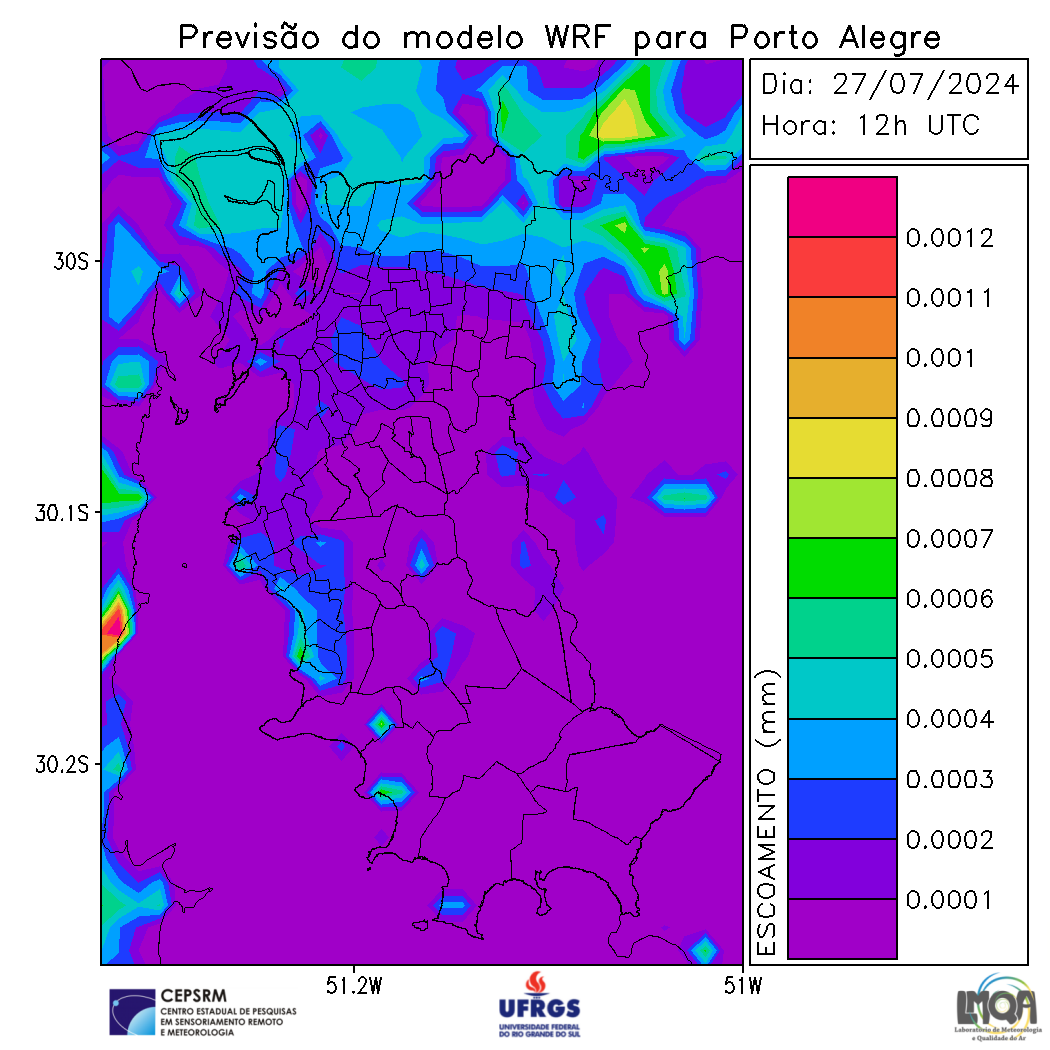 Previsão do modelo WRF para Porto Alegre
Dia: 27/07/2024
Hora: 12h UTC
30S
30.1S
30.2S
51.2W
51W
ESCOAMENTO (mm)
0.0012
0.0011
0.001
0.0009
0.0008
0.0007
0.0006
0.0005
0.0004
0.0003
0.0002
0.0001
CEPSRM
CENTRO ESTADUAL DE PESQUISAS
EM SENSORIAMENTO REMOTO
E METEOROLOGIA
UFRGS
UNIVERSIDADE FEDERAL
DO RIO GRANDE DO SUL
LMQA
Laboratório de Meteorologia
e Qualidade do Ar